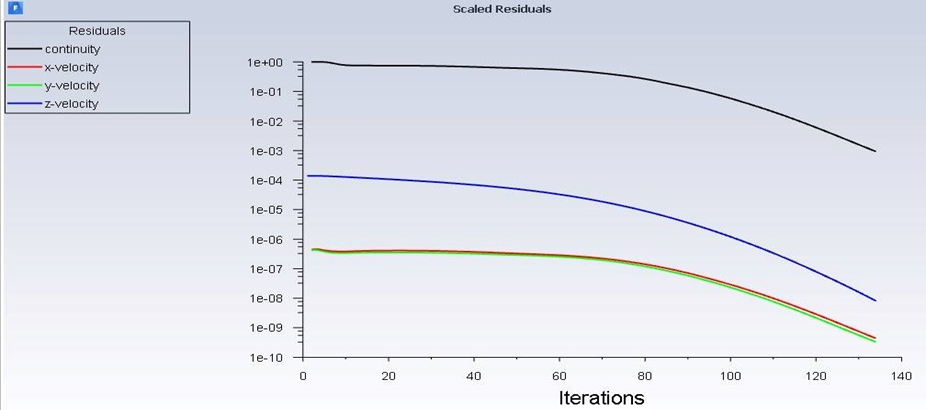 Scaled Residuals
Residuals
continuity
x-velocity
y-velocity
z-velocity
1e+00
1e-01
1e-02
1e-03
1e-04
1e-05
1e-06
1e-07
1e-08
1e-09
1e-10
0 20 40 60 80 100 120 140
Iterations